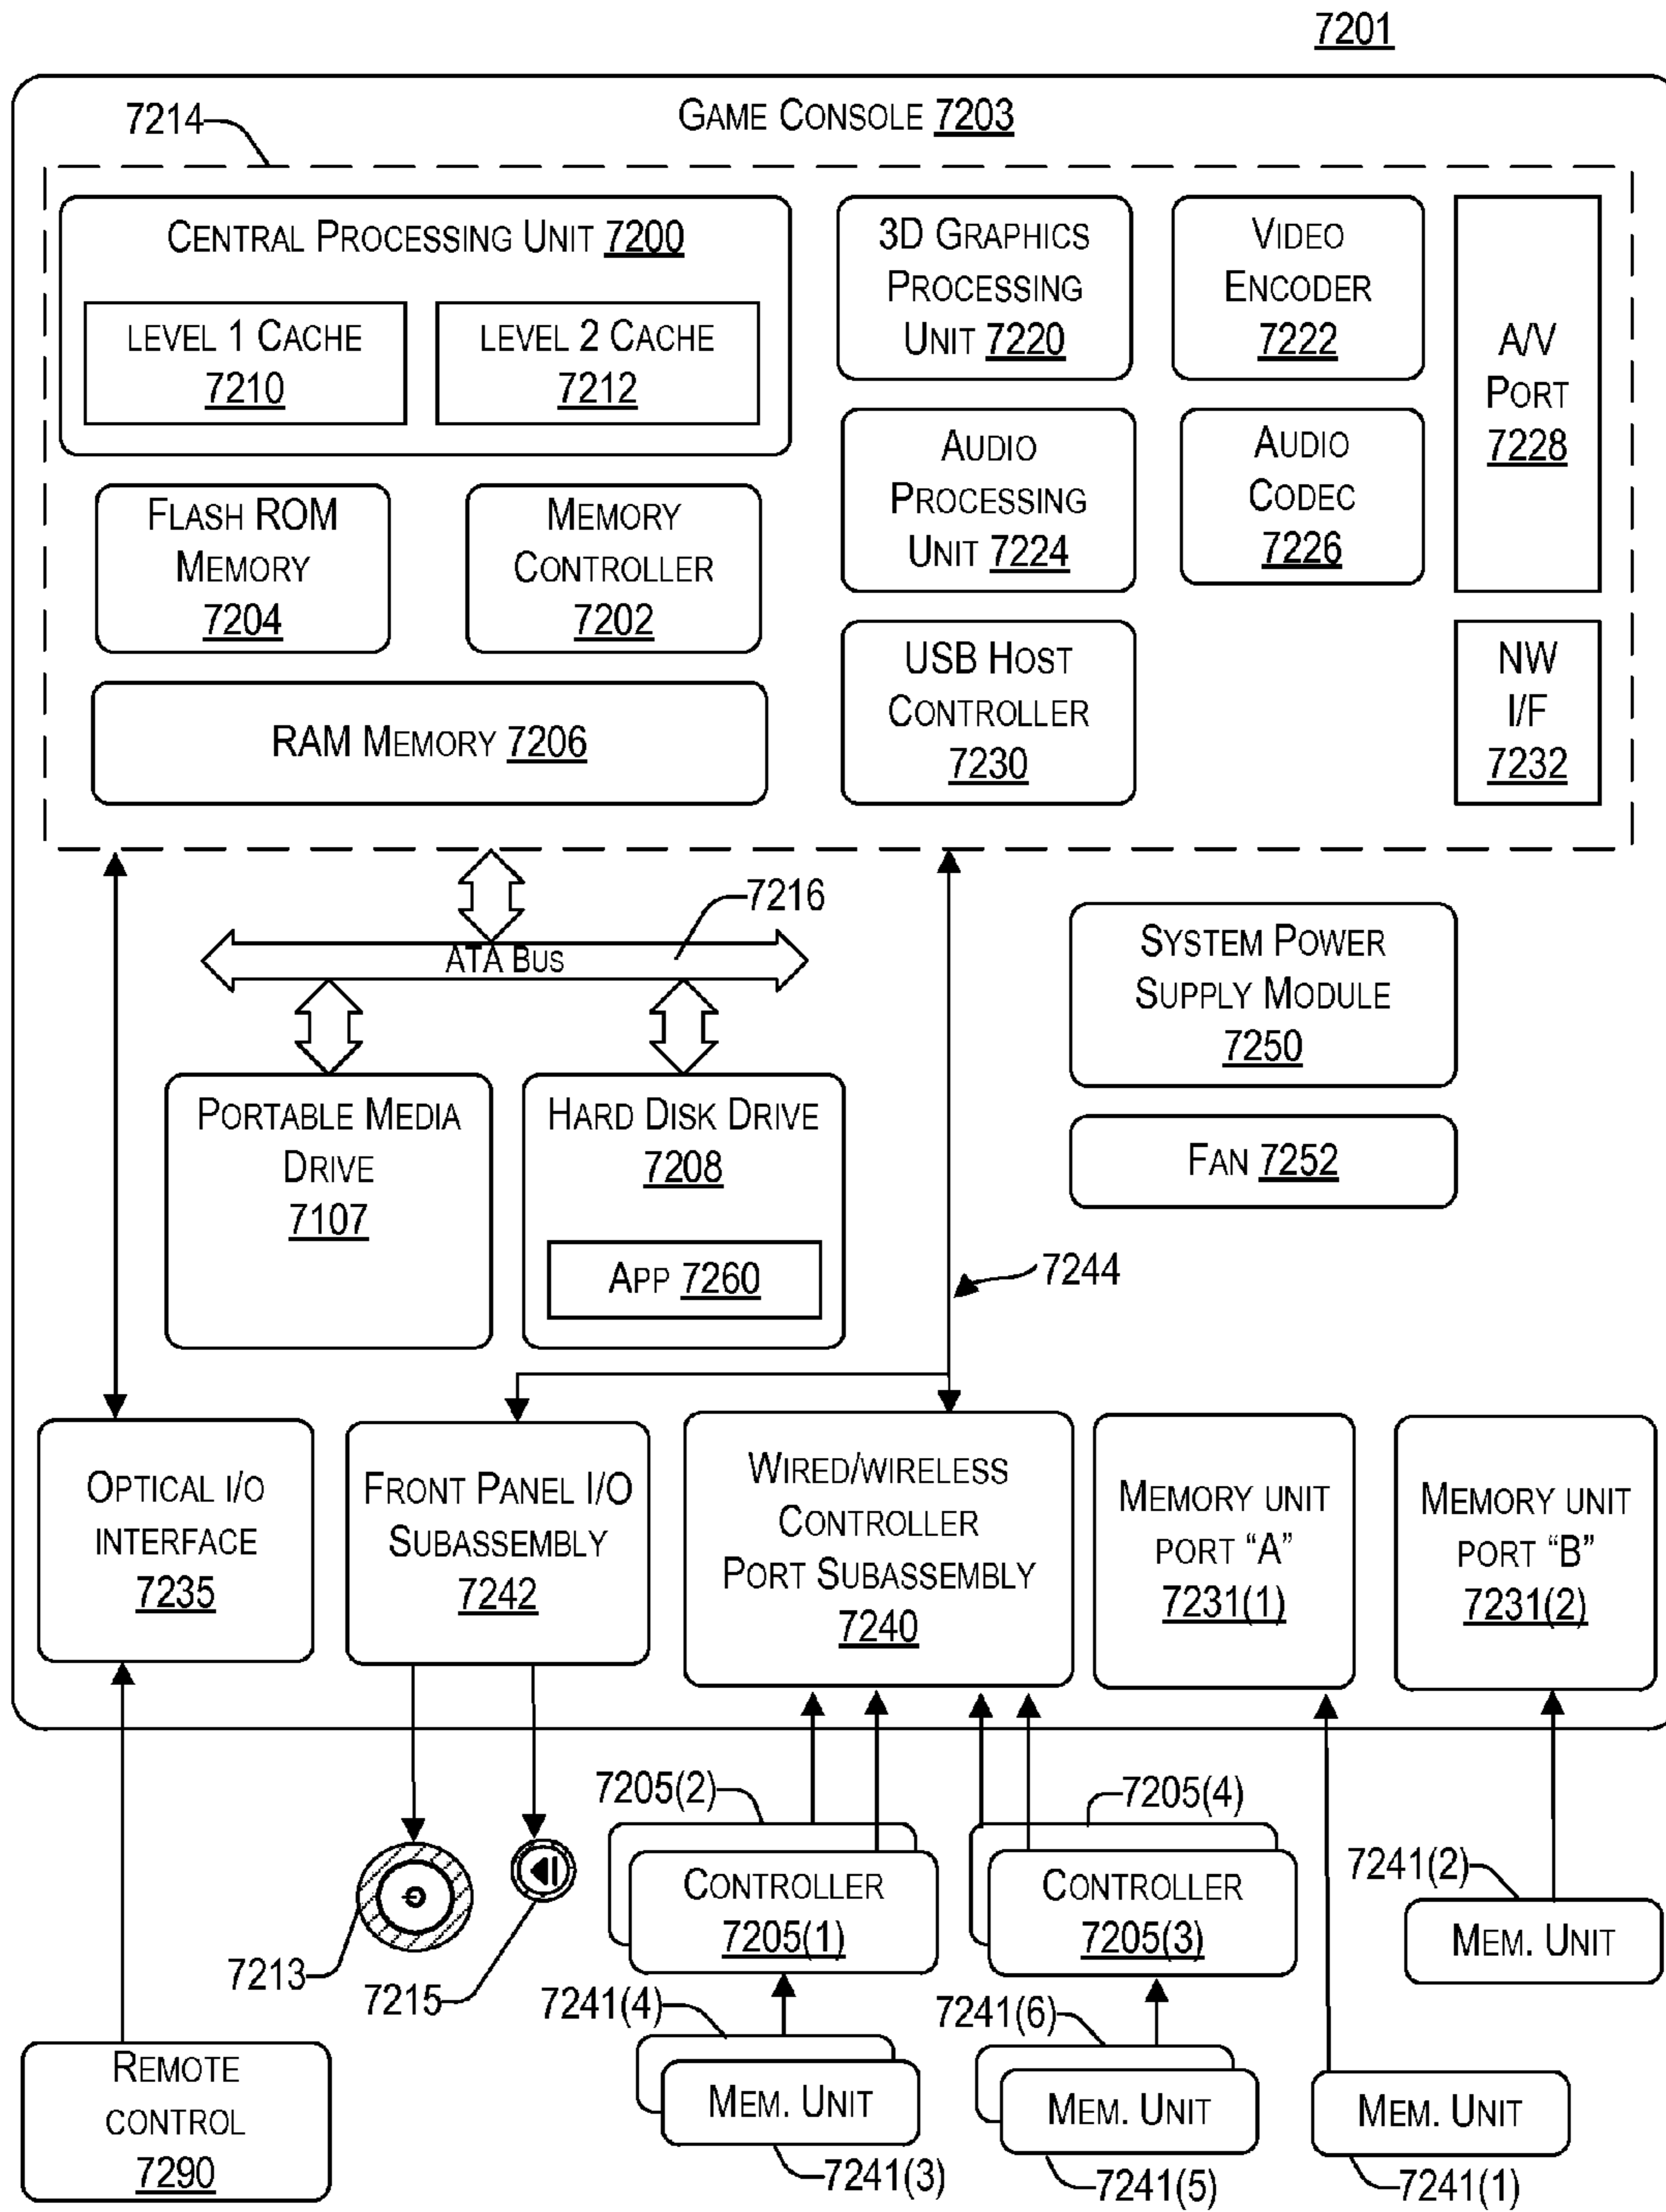 7201
GAME CONSOLE 7203
7214
CENTRAL PROCESSING UNIT 7200
LEVEL 1 CACHE
7210
LEVEL 2 CACHE
7212
3D GRAPHICS
PROCESSING
UNIT 7220
VIDEO
ENCODER
7222
A/V
PORT
7228
FLASH ROM
MEMORY
7204
MEMORY
CONTROLLER
7202
AUDIO
PROCESSING
UNIT 7224
AUDIO
CODEC
7226
RAM MEMORY 7206
USB HOST
CONTROLLER
7230
NW
I/F
7232
7216
ATA BUS
SYSTEM POWER
SUPPLY MODULE
7250
PORTABLE MEDIA
DRIVE
7107
HARD DISK DRIVE
7208
APP 7260
FAN 7252
7244
OPTICAL I/O
INTERFACE
7235
FRONT PANEL I/O
SUBASSEMBLY
7242
WIRED/WIRELESS
CONTROLLER
PORT SUBASSEMBLY
7240
MEMORY UNIT
PORT “A”
7231(1)
MEMORY UNIT
PORT “B”
7231(2)
7205(2)
7205(4)
CONTROLLER
7205(1)
CONTROLLER
7205(3)
7241(2)
MEM. UNIT
7213
7215
7241(4)
7241(6)
REMOTE
CONTROL
7290
MEM. UNIT
7241(3)
MEM. UNIT
7241(5)
MEM. UNIT
7241(1)